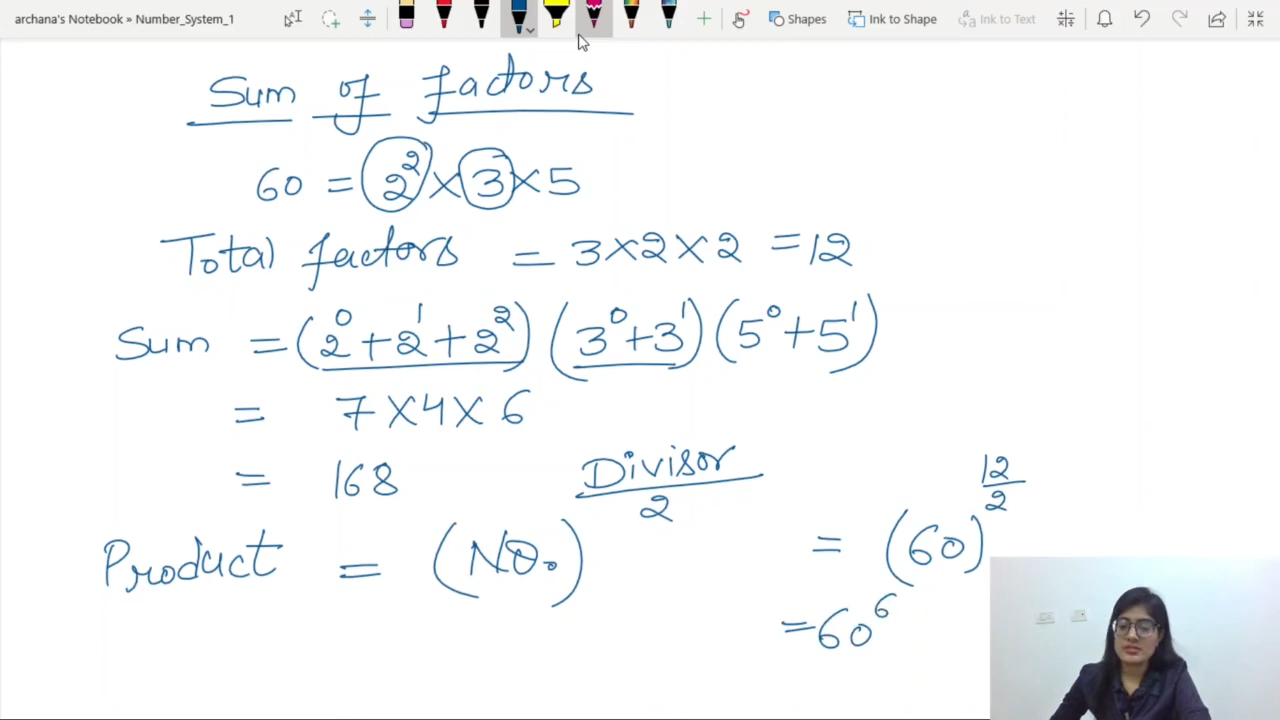 archana's Notebook » Number_System_1 Shapes Ink to Shape Ink to Text
Sum of factors
60 = 2² × 3¹ × 5
Total factors = 3 × 2 × 2 = 12
Sum = (2⁰ + 2¹ + 2²) (3⁰ + 3¹) (5⁰ + 5¹)
= 7 × 4 × 6
= 168
Product = (No.)^(Divisor/2) = (60)^(12/2)
= 60⁶